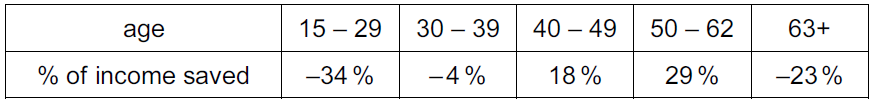 age 15 – 29 30 – 39 40 – 49 50 – 62 63+
% of income saved –34 % –4 % 18 % 29 % –23 %